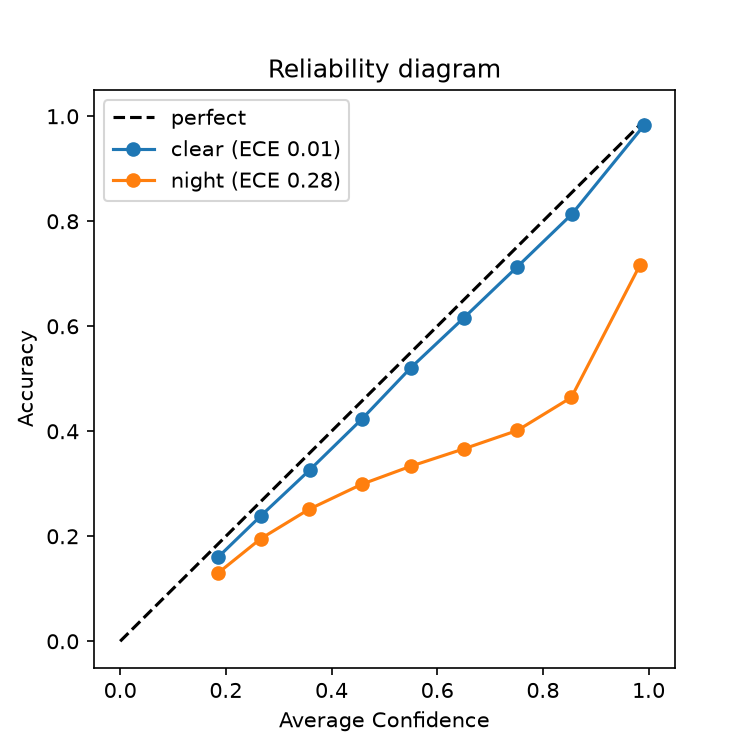 Reliability diagram
perfect
clear (ECE 0.01)
night (ECE 0.28)
Accuracy
1.0
0.8
0.6
0.4
0.2
0.0
0.0 0.2 0.4 0.6 0.8 1.0
Average Confidence